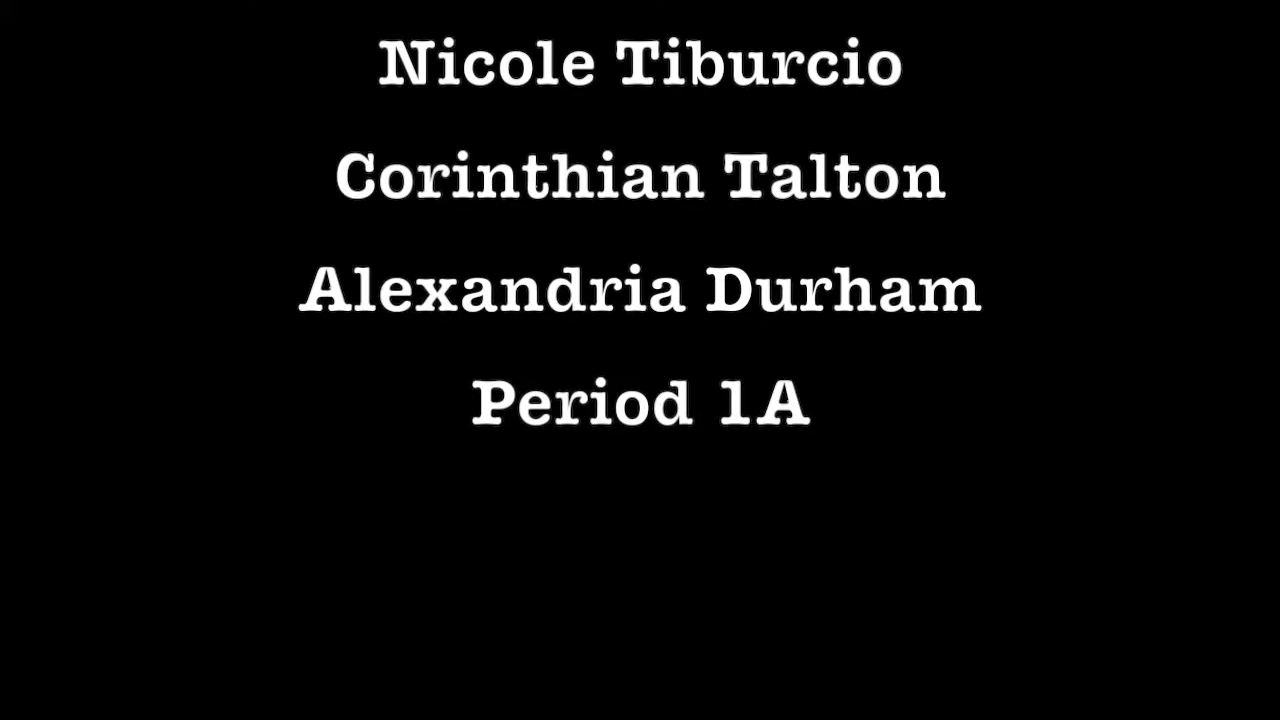 Nicole Tiburcio
Corinthian Talton
Alexandria Durham
Period 1A